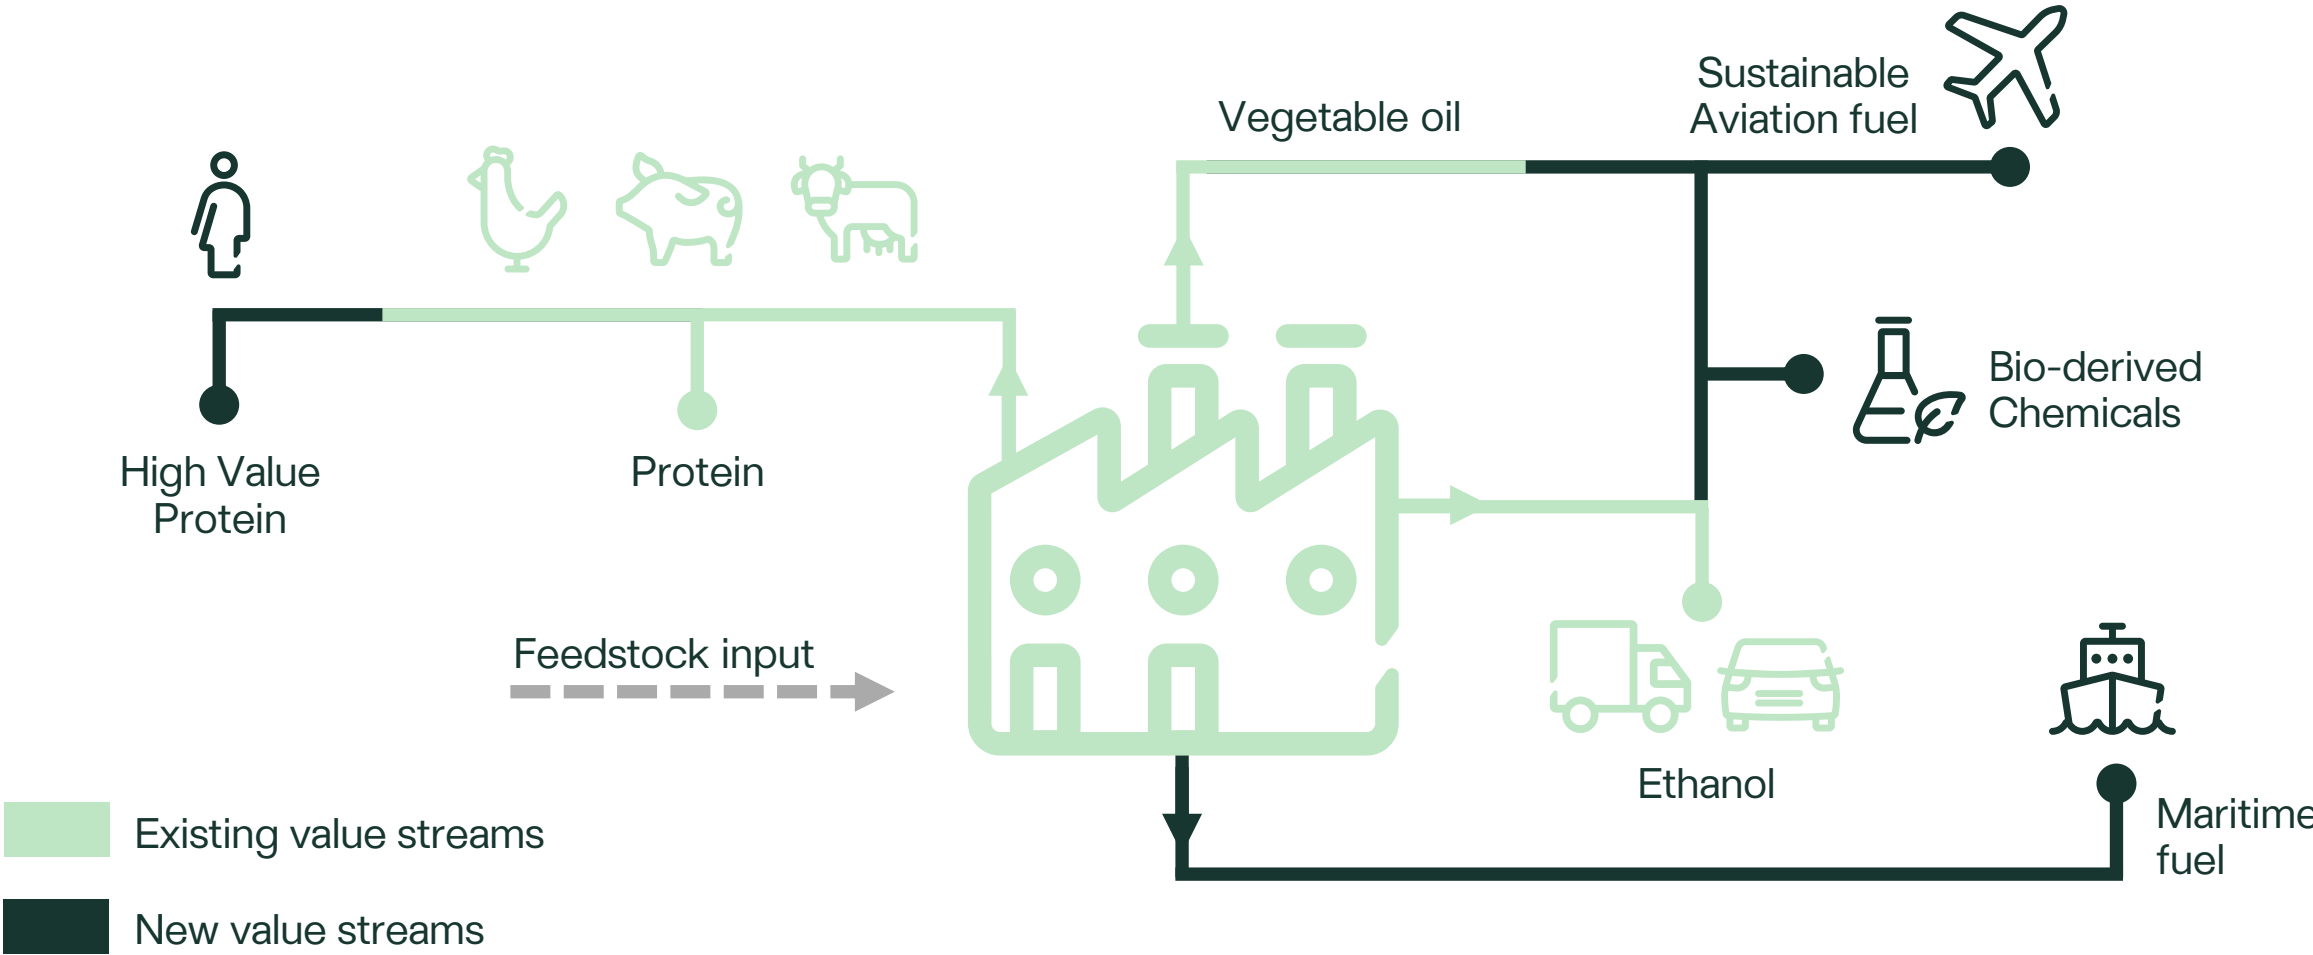 Sustainable
Aviation fuel
Vegetable oil
Bio-derived
Chemicals
High Value
Protein
Protein
Feedstock input
Ethanol
Maritime
fuel
Existing value streams
New value streams